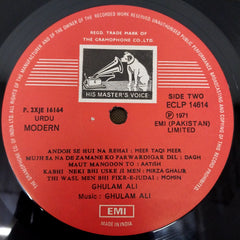 REGD. TRADE MARK OF
THE GRAMOPHONE CO. LTD.
HIS MASTER'S VOICE
P. 2XJE 16164
URDU
MODERN
SIDE TWO
ECLP 14614
℗ 1971
EMI (PAKISTAN)
LIMITED
ANDOH SE HUI NA REHAI : MEER TAQI MEER
MUJH SA NA DE ZAMANE KO PARWARDIGAR DIL : DAGH
MAUT MANGOON TO : AATISH
KABHI NEKI BHI USKE JI MEN : MIRZA GHALIB
THI WASL MEN BHI FIKR-E-JUDAI : MOMIN
GHULAM ALI
Music : GHULAM ALI
EMI
MADE IN INDIA